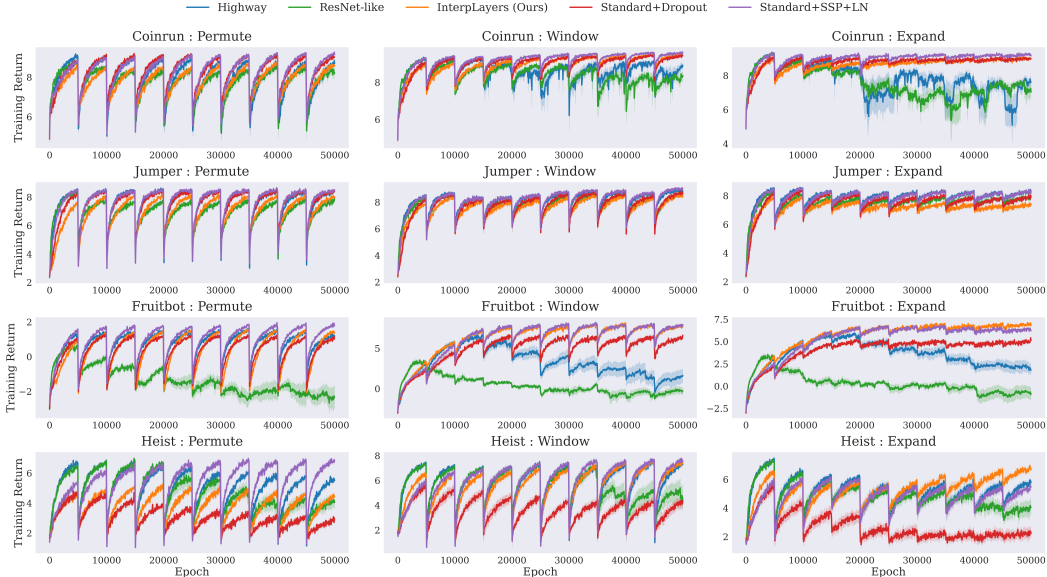 Highway ResNet-like InterpLayers (Ours) Standard+Dropout Standard+SSP+LN
Coinrun : Permute Coinrun : Window Coinrun : Expand
Training Return
8
6
8
6
8
6
4
0 10000 20000 30000 40000 50000 0 10000 20000 30000 40000 50000 0 10000 20000 30000 40000 50000
Jumper : Permute Jumper : Window Jumper : Expand
Training Return
8
6
4
2
8
6
4
2
8
6
4
2
0 10000 20000 30000 40000 50000 0 10000 20000 30000 40000 50000 0 10000 20000 30000 40000 50000
Fruitbot : Permute Fruitbot : Window Fruitbot : Expand
Training Return
2
0
−2
5
0
7.5
5.0
2.5
0.0
−2.5
0 10000 20000 30000 40000 50000 0 10000 20000 30000 40000 50000 0 10000 20000 30000 40000 50000
Heist : Permute Heist : Window Heist : Expand
Training Return
6
4
2
8
6
4
2
6
4
2
0 10000 20000 30000 40000 50000 0 10000 20000 30000 40000 50000 0 10000 20000 30000 40000 50000
Epoch Epoch Epoch